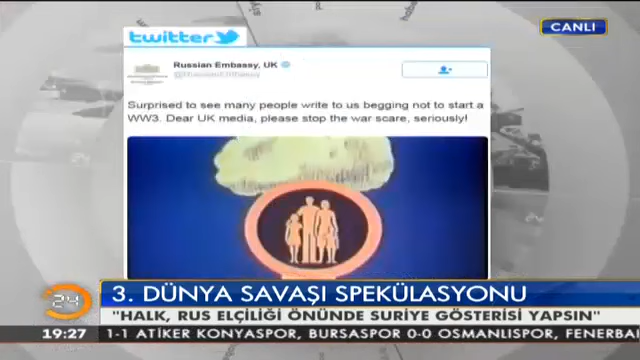 twitter
CANLI
Russian Embassy, UK
@RussianEmbassy
Surprised to see many people write to us begging not to start a
WW3. Dear UK media, please stop the war scare, seriously!
24
3. DÜNYA SAVAŞI SPEKÜLASYONU
"HALK, RUS ELÇİLİĞİ ÖNÜNDE SURİYE GÖSTERİSİ YAPSIN"
19:27
1-1 ATİKER KONYASPOR, BURSASPOR 0-0 OSMANLISPOR, FENERBA